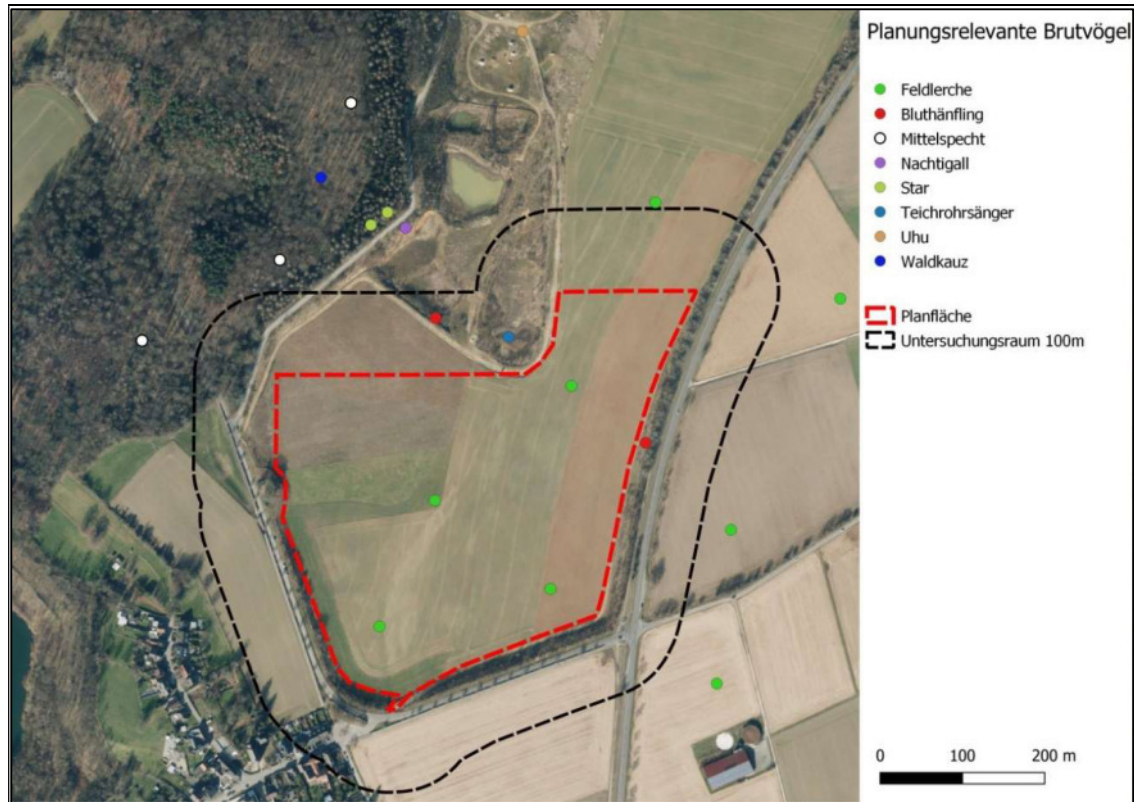 Planungsrelevante Brutvögel
Feldlerche
Bluthänfling
Mittelspecht
Nachtigall
Star
Teichrohrsänger
Uhu
Waldkauz
Planfläche
Untersuchungsraum 100m
0 100 200 m